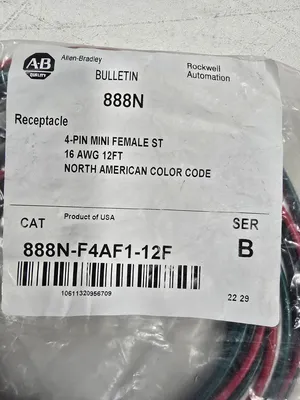 A-B
QUALITY
Allen-Bradley
Rockwell
Automation
BULLETIN
888N
Receptacle
4-PIN MINI FEMALE ST
16 AWG 12FT
NORTH AMERICAN COLOR CODE
CAT
Product of USA
SER
888N-F4AF1-12F
B
10611320956709
22 29